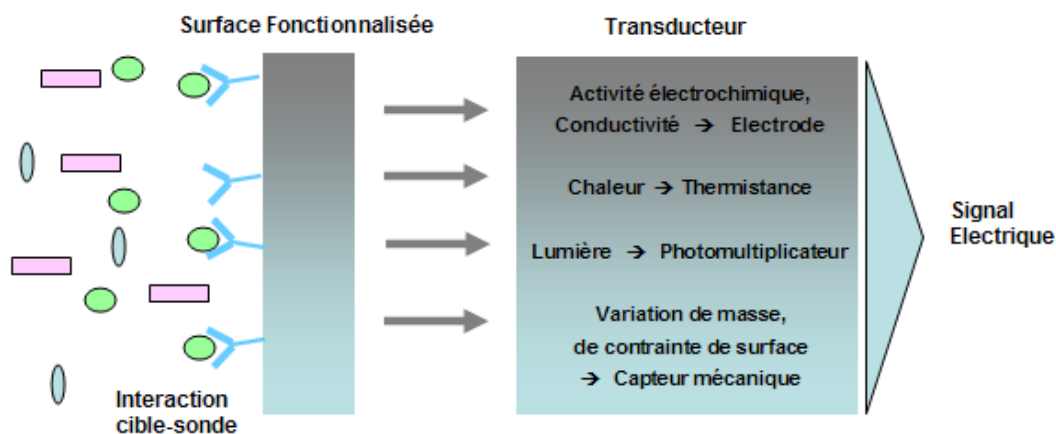 Surface Fonctionnalisée
Transducteur
Activité électrochimique,
Conductivité → Electrode
Chaleur → Thermistance
Lumière → Photomultiplicateur
Variation de masse,
de contrainte de surface
→ Capteur mécanique
Signal
Electrique
Interaction
cible-sonde